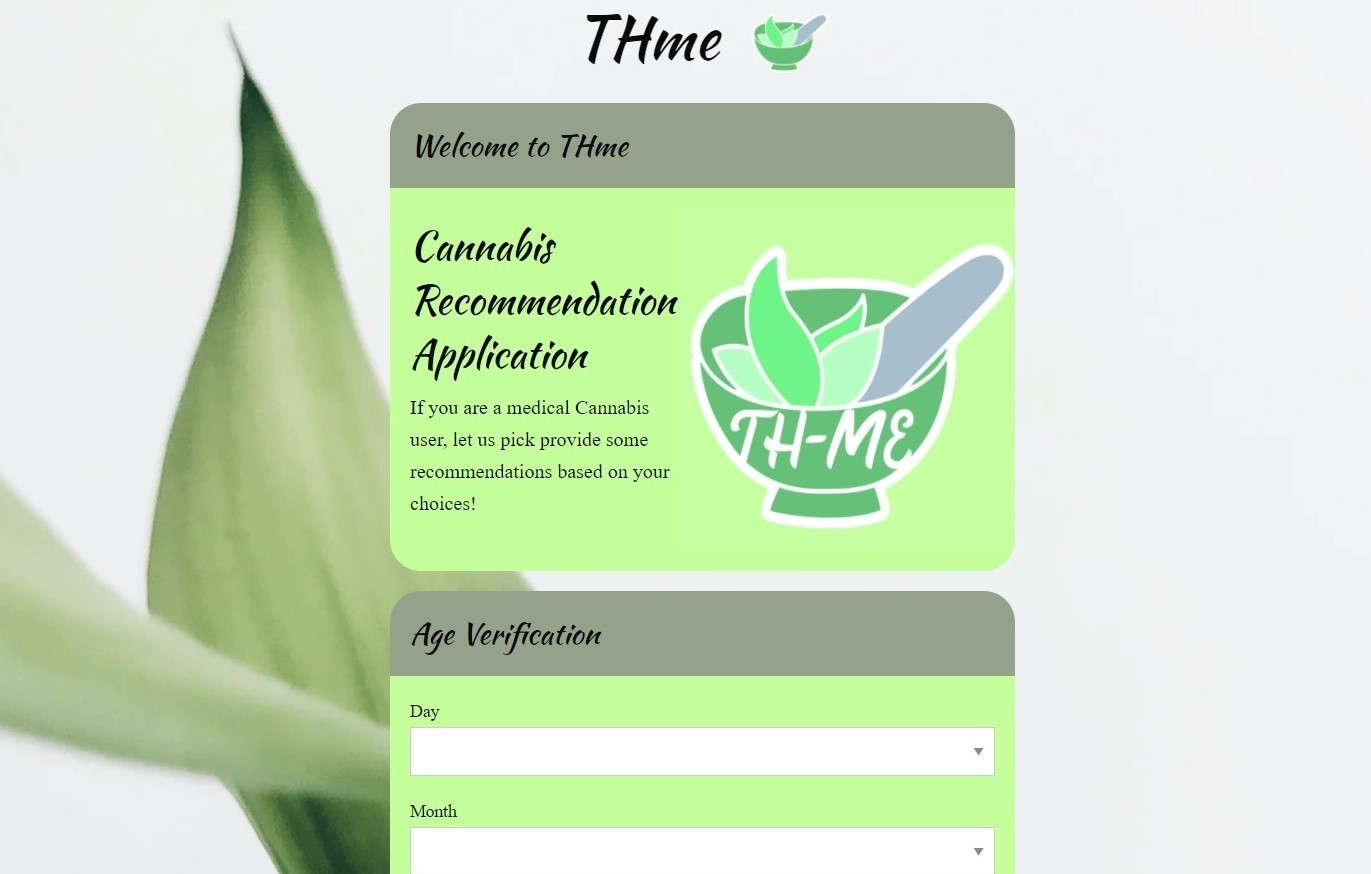 THme
Welcome to THme
Cannabis
Recommendation
Application
If you are a medical Cannabis
user, let us pick provide some
recommendations based on your
choices!
TH-ME
Age Verification
Day
Month